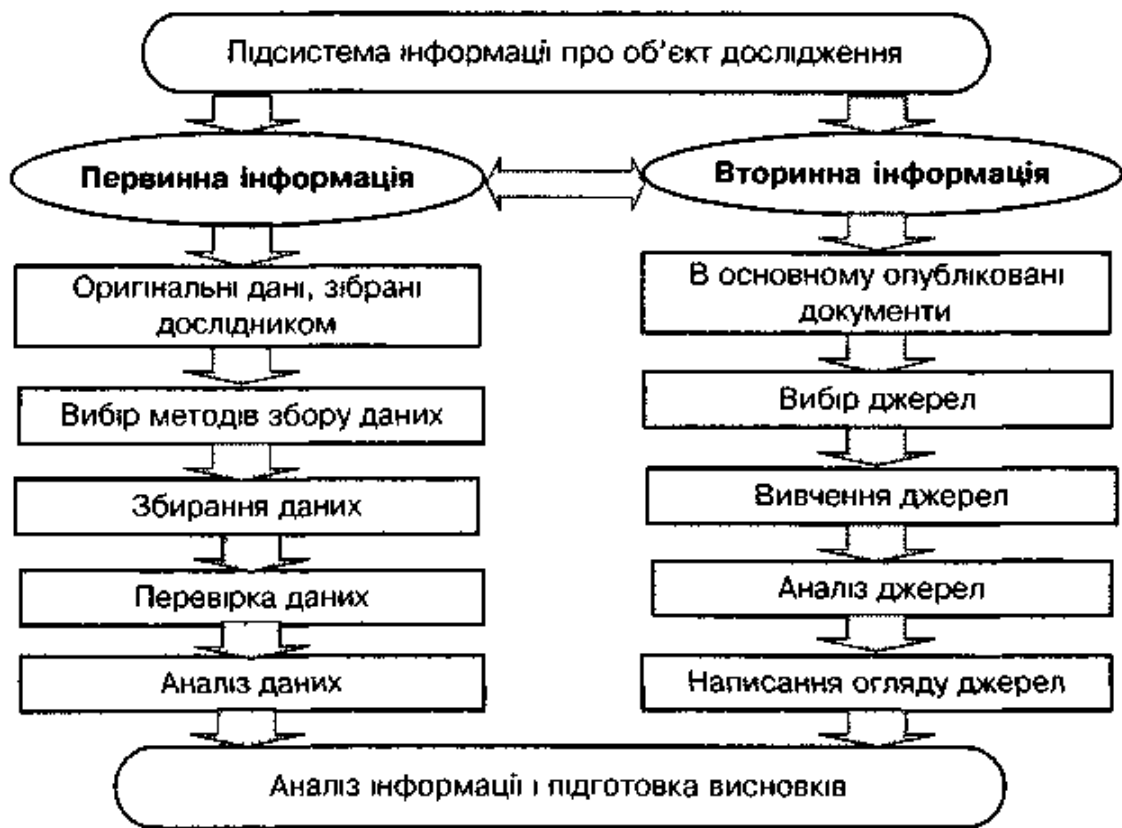 Підсистема інформації про об'єкт дослідження
Первинна інформація
Вторинна інформація
Оригінальні дані, зібрані
дослідником
В основному опубліковані
документи
Вибір методів збору даних
Вибір джерел
Збирання даних
Вивчення джерел
Перевірка даних
Аналіз джерел
Аналіз даних
Написання огляду джерел
Аналіз інформації і підготовка висновків